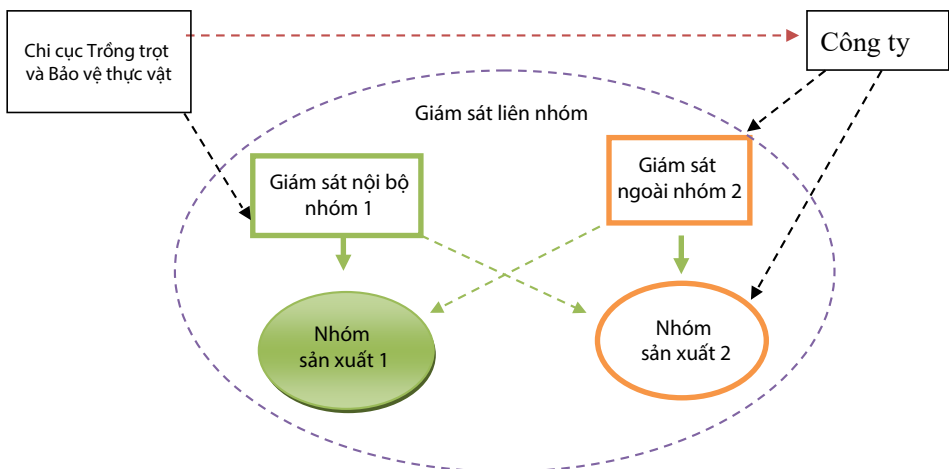 Chi cục Trồng trọt
và Bảo vệ thực vật
Công ty
Giám sát liên nhóm
Giám sát nội bộ
nhóm 1
Giám sát
ngoài nhóm 2
Nhóm
sản xuất 1
Nhóm
sản xuất 2